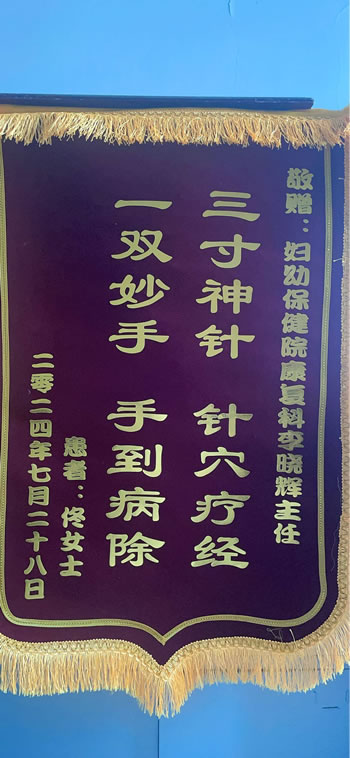 敬赠：妇幼保健院康复科李晓辉主任
三寸神针 针穴疗经
一双妙手 手到病除
患者：佟女士
二零二四年七月二十八日